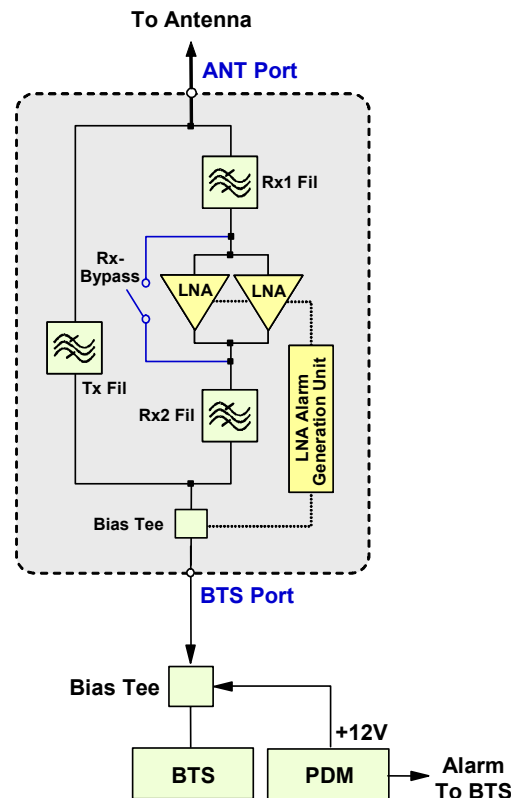 To Antenna
ANT Port
Rx1 Fil
Rx-
Bypass
LNA
LNA
Tx Fil
Rx2 Fil
LNA Alarm
Generation Unit
Bias Tee
BTS Port
Bias Tee
+12V
BTS
PDM
Alarm
To BTS